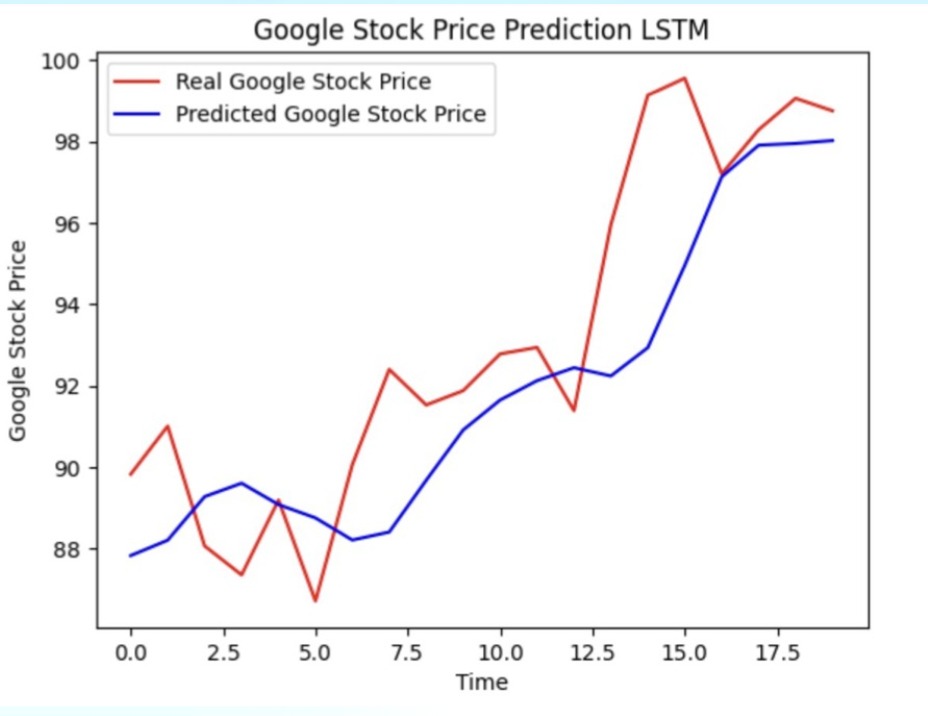 Google Stock Price Prediction LSTM
Real Google Stock Price
Predicted Google Stock Price
Google Stock Price
100
98
96
94
92
90
88
0.0 2.5 5.0 7.5 10.0 12.5 15.0 17.5
Time